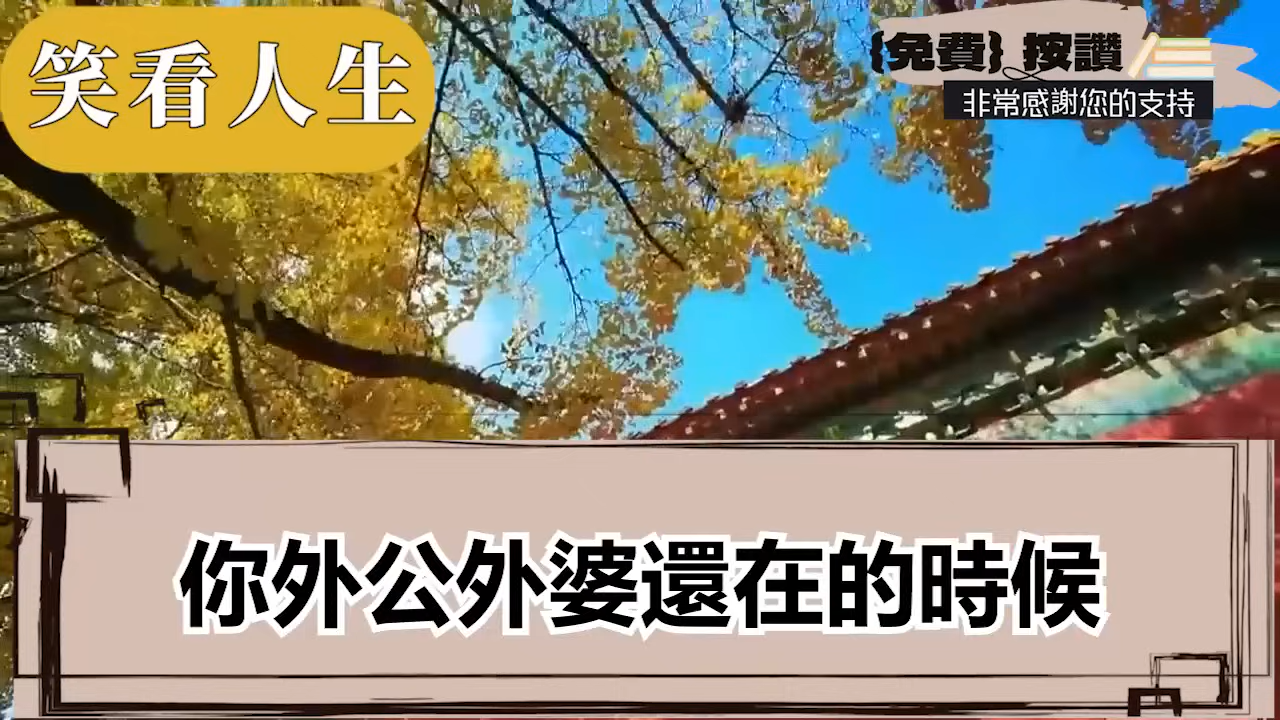 笑看人生
{免費} 按讚
非常感謝您的支持
你外公外婆還在的時候